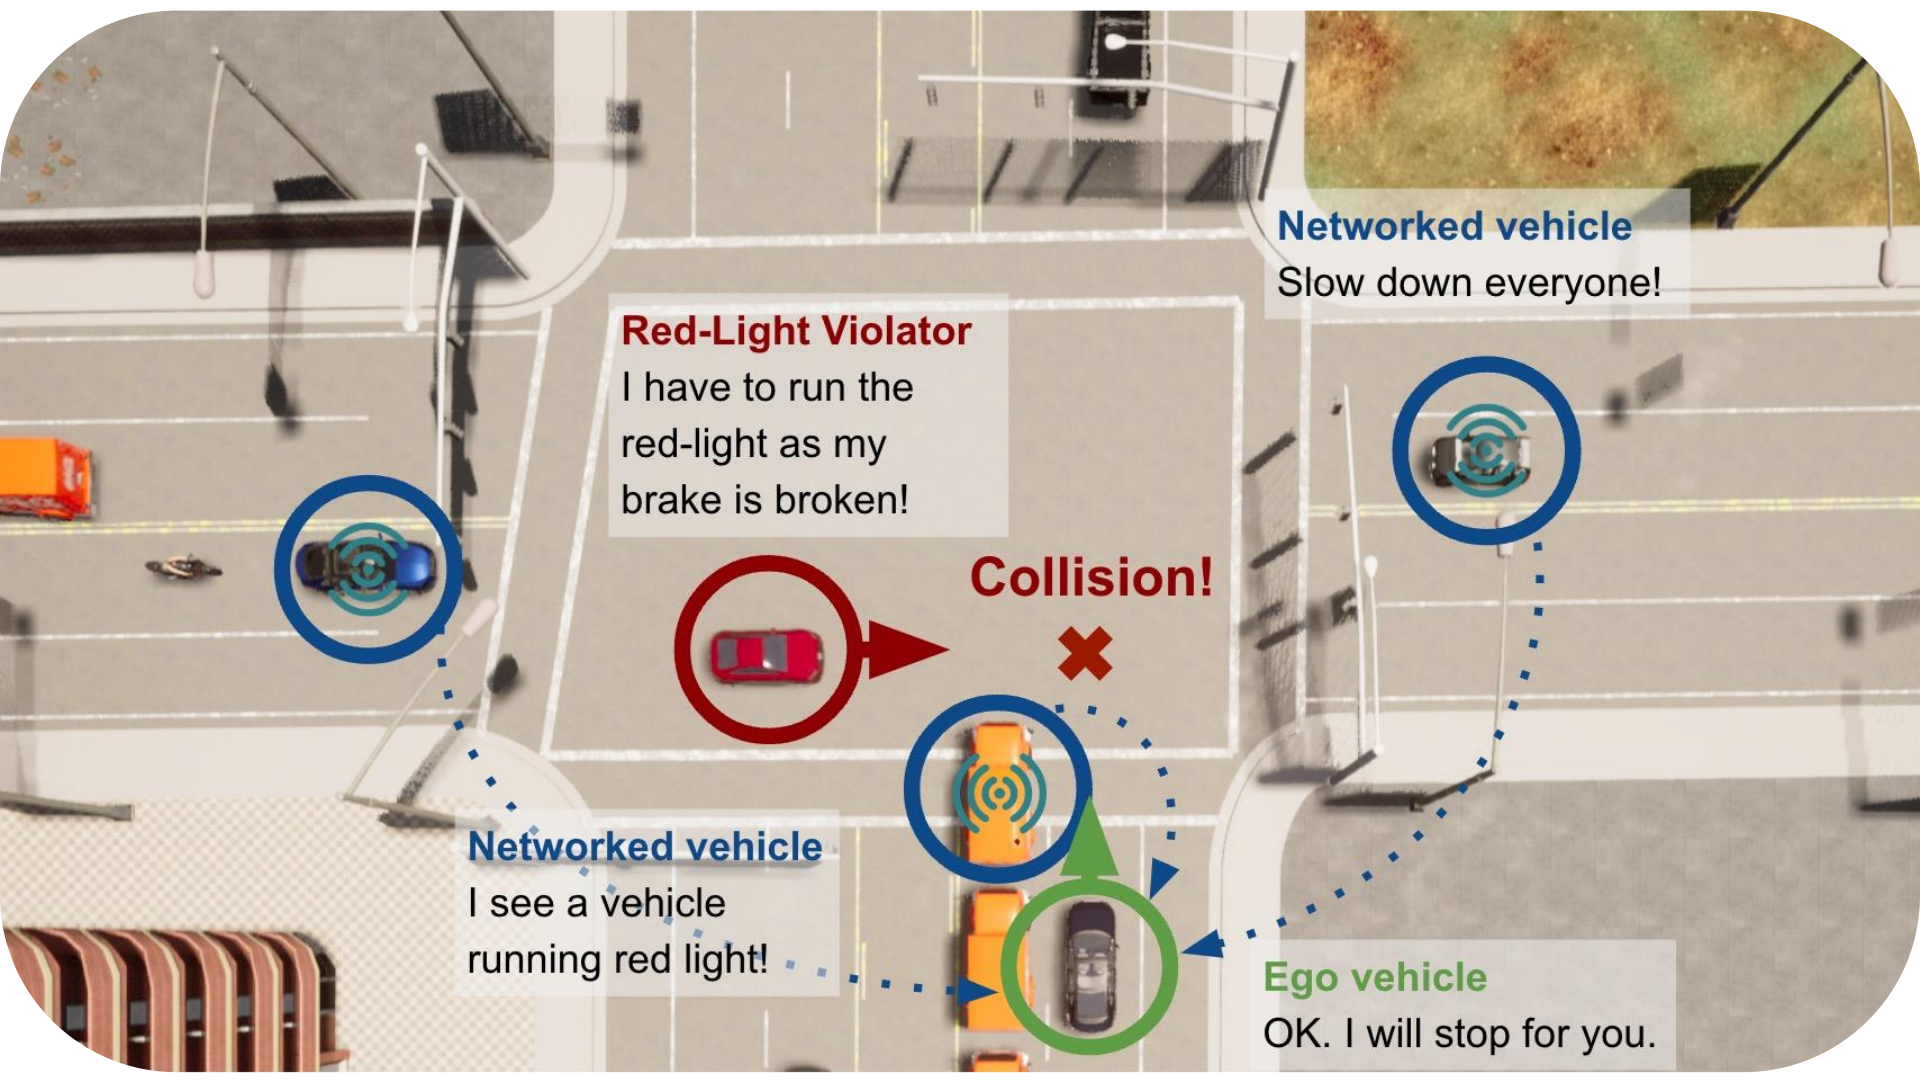 Networked vehicle
Slow down everyone!
Red-Light Violator
I have to run the
red-light as my
brake is broken!
Collision!
Networked vehicle
I see a vehicle
running red light!
Ego vehicle
OK. I will stop for you.